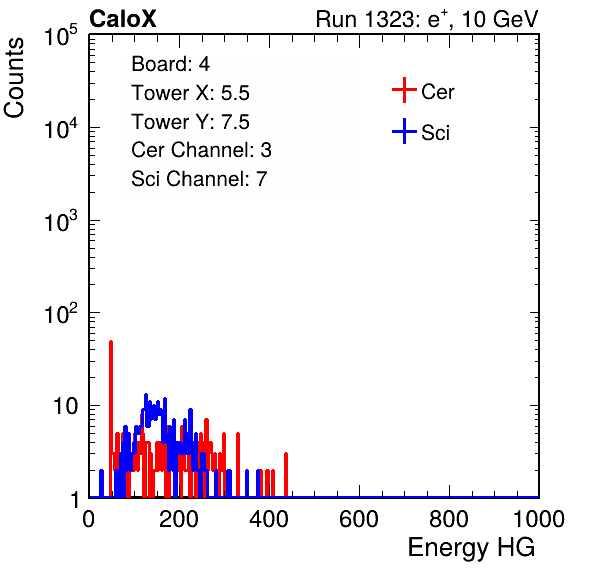 CaloX Run 1323: e⁺, 10 GeV
Counts
10⁵
10⁴
10³
10²
10
1
Board: 4
Tower X: 5.5
Tower Y: 7.5
Cer Channel: 3
Sci Channel: 7
Cer
Sci
0 200 400 600 800 1000
Energy HG